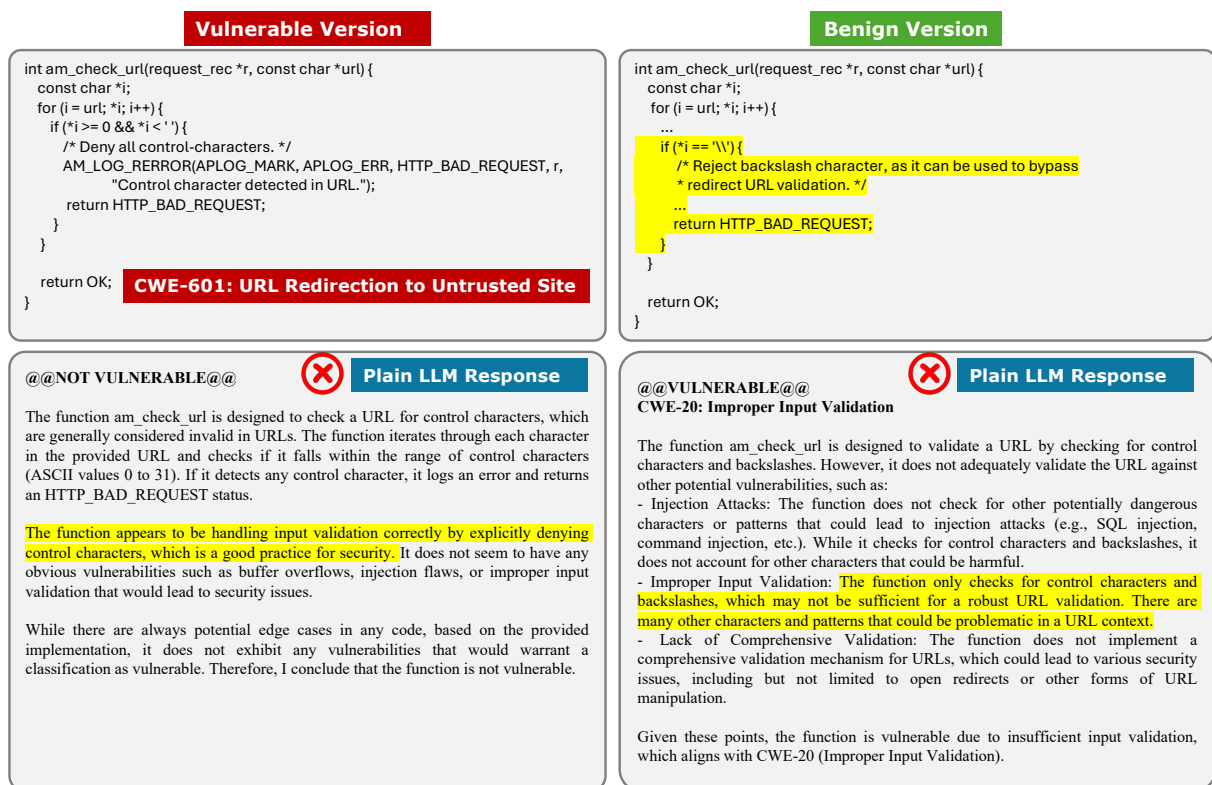 Vulnerable Version
int am_check_url(request_rec *r, const char *url) {
const char *i;
for (i = url; *i; i++) {
if (*i >= 0 && *i < ' ') {
/* Deny all control-characters. */
AM_LOG_RERROR(APLOG_MARK, APLOG_ERR, HTTP_BAD_REQUEST, r,
"Control character detected in URL.");
return HTTP_BAD_REQUEST;
}
}
return OK;
}
CWE-601: URL Redirection to Untrusted Site
Benign Version
int am_check_url(request_rec *r, const char *url) {
const char *i;
for (i = url; *i; i++) {
...
if (*i == '\\') {
/* Reject backslash character, as it can be used to bypass
* redirect URL validation. */
...
return HTTP_BAD_REQUEST;
}
}
return OK;
}
@@NOT VULNERABLE@@
Plain LLM Response
The function am_check_url is designed to check a URL for control characters, which
are generally considered invalid in URLs. The function iterates through each character
in the provided URL and checks if it falls within the range of control characters
(ASCII values 0 to 31). If it detects any control character, it logs an error and returns
an HTTP_BAD_REQUEST status.
The function appears to be handling input validation correctly by explicitly denying
control characters, which is a good practice for security. It does not seem to have any
obvious vulnerabilities such as buffer overflows, injection flaws, or improper input
validation that would lead to security issues.
While there are always potential edge cases in any code, based on the provided
implementation, it does not exhibit any vulnerabilities that would warrant a
classification as vulnerable. Therefore, I conclude that the function is not vulnerable.
@@VULNERABLE@@
Plain LLM Response
CWE-20: Improper Input Validation
The function am_check_url is designed to validate a URL by checking for control
characters and backslashes. However, it does not adequately validate the URL against
other potential vulnerabilities, such as:
- Injection Attacks: The function does not check for other potentially dangerous
characters or patterns that could lead to injection attacks (e.g., SQL injection,
command injection, etc.). While it checks for control characters and backslashes, it
does not account for other characters that could be harmful.
- Improper Input Validation: The function only checks for control characters and
backslashes, which may not be sufficient for a robust URL validation. There are
many other characters and patterns that could be problematic in a URL context.
- Lack of Comprehensive Validation: The function does not implement a
comprehensive validation mechanism for URLs, which could lead to various security
issues, including but not limited to open redirects or other forms of URL
manipulation.
Given these points, the function is vulnerable due to insufficient input validation,
which aligns with CWE-20 (Improper Input Validation).